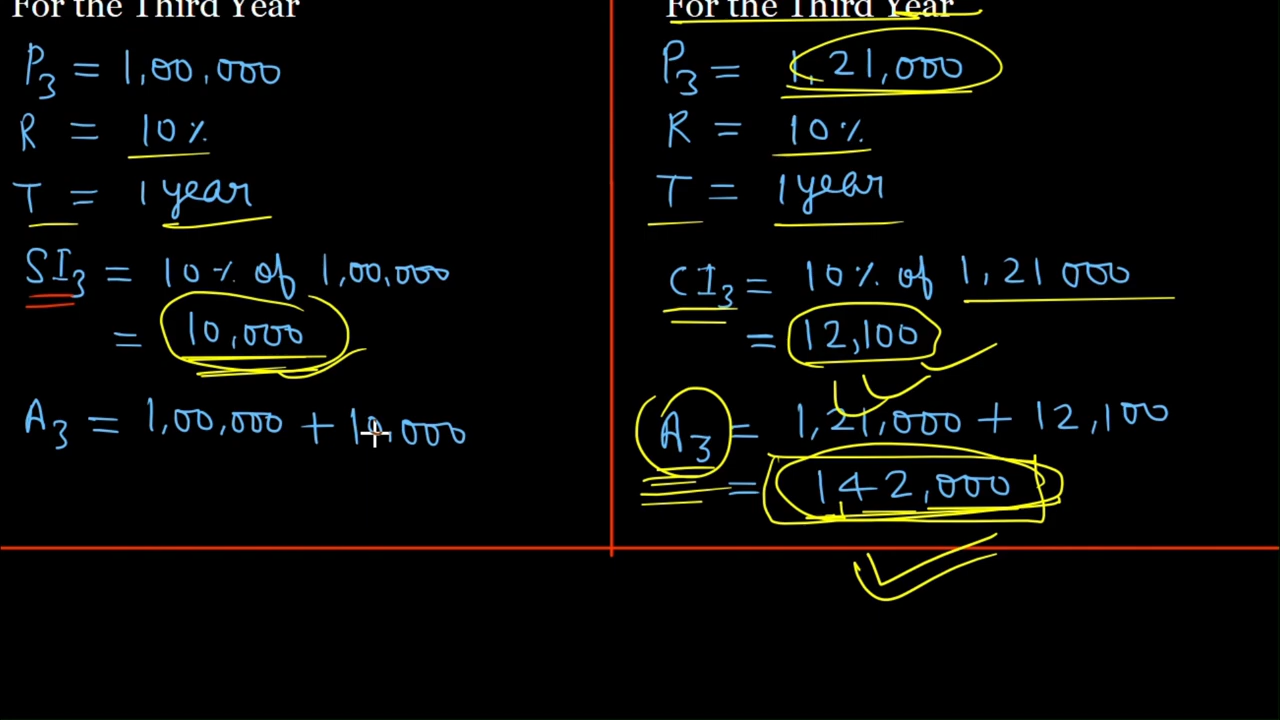 For the Third Year
P3 = 1,00,000
R = 10%
T = 1 year
SI3 = 10% of 1,00,000
= 10,000
A3 = 1,00,000 + 10,000
For the Third Year
P3 = 1,21,000
R = 10%
T = 1 year
CI3 = 10% of 1,21 000
= 12,100
A3 = 1,21,000 + 12,100
= 142,000